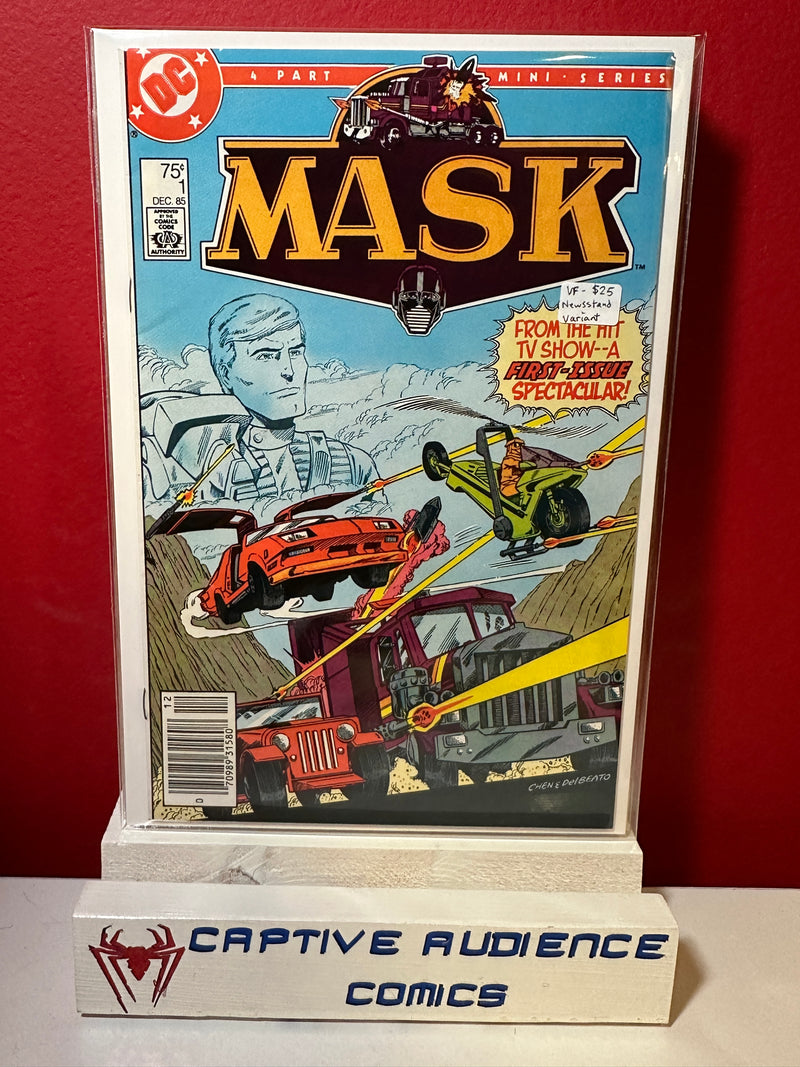 DC
4 PART MINI-SERIES
MASK
TM
75¢
1
DEC. 85
APPROVED
BY THE
COMICS
CODE
AUTHORITY
VF - $25
Newsstand
Variant
FROM THE HIT
TV SHOW--A
FIRST-ISSUE
SPECTACULAR!
12
0 70989 31580
CHEN & DelBEATO
CAPTIVE AUDIENCE
COMICS